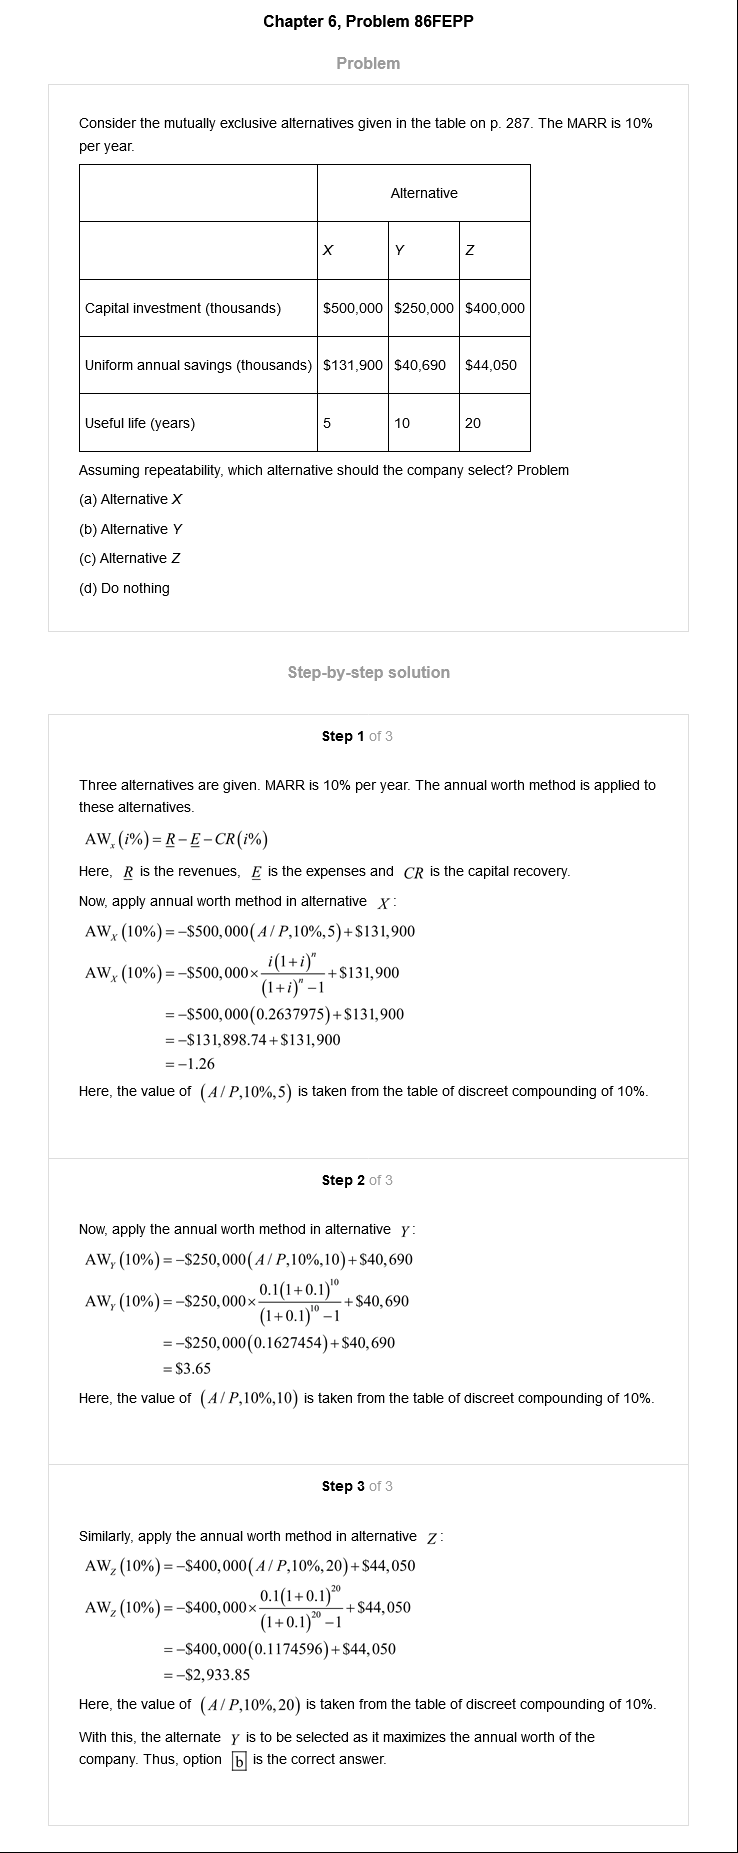 Chapter 6, Problem 86FEPP
Problem
Consider the mutually exclusive alternatives given in the table on p. 287. The MARR is 10%
per year.
Alternative
X Y Z
Capital investment (thousands) $500,000 $250,000 $400,000
Uniform annual savings (thousands) $131,900 $40,690 $44,050
Useful life (years) 5 10 20
Assuming repeatability, which alternative should the company select? Problem
(a) Alternative X
(b) Alternative Y
(c) Alternative Z
(d) Do nothing
Step-by-step solution
Step 1 of 3
Three alternatives are given. MARR is 10% per year. The annual worth method is applied to
these alternatives.
AWₓ(i%) = R − E − CR(i%)
Here, R is the revenues, E is the expenses and CR is the capital recovery.
Now, apply annual worth method in alternative X:
AW_X(10%) = −$500,000(A/P,10%,5)+$131,900
AW_X(10%) = −$500,000× i(1+i)ⁿ / (1+i)ⁿ −1 +$131,900
= −$500,000(0.2637975)+$131,900
= −$131,898.74+$131,900
= −1.26
Here, the value of (A/P,10%,5) is taken from the table of discreet compounding of 10%.
Step 2 of 3
Now, apply the annual worth method in alternative Y:
AW_Y(10%) = −$250,000(A/P,10%,10)+$40,690
AW_Y(10%) = −$250,000× 0.1(1+0.1)¹⁰ / (1+0.1)¹⁰ −1 +$40,690
= −$250,000(0.1627454)+$40,690
= $3.65
Here, the value of (A/P,10%,10) is taken from the table of discreet compounding of 10%.
Step 3 of 3
Similarly, apply the annual worth method in alternative Z:
AW_Z(10%) = −$400,000(A/P,10%,20)+$44,050
AW_Z(10%) = −$400,000× 0.1(1+0.1)²⁰ / (1+0.1)²⁰ −1 +$44,050
= −$400,000(0.1174596)+$44,050
= −$2,933.85
Here, the value of (A/P,10%,20) is taken from the table of discreet compounding of 10%.
With this, the alternate Y is to be selected as it maximizes the annual worth of the
company. Thus, option b is the correct answer.